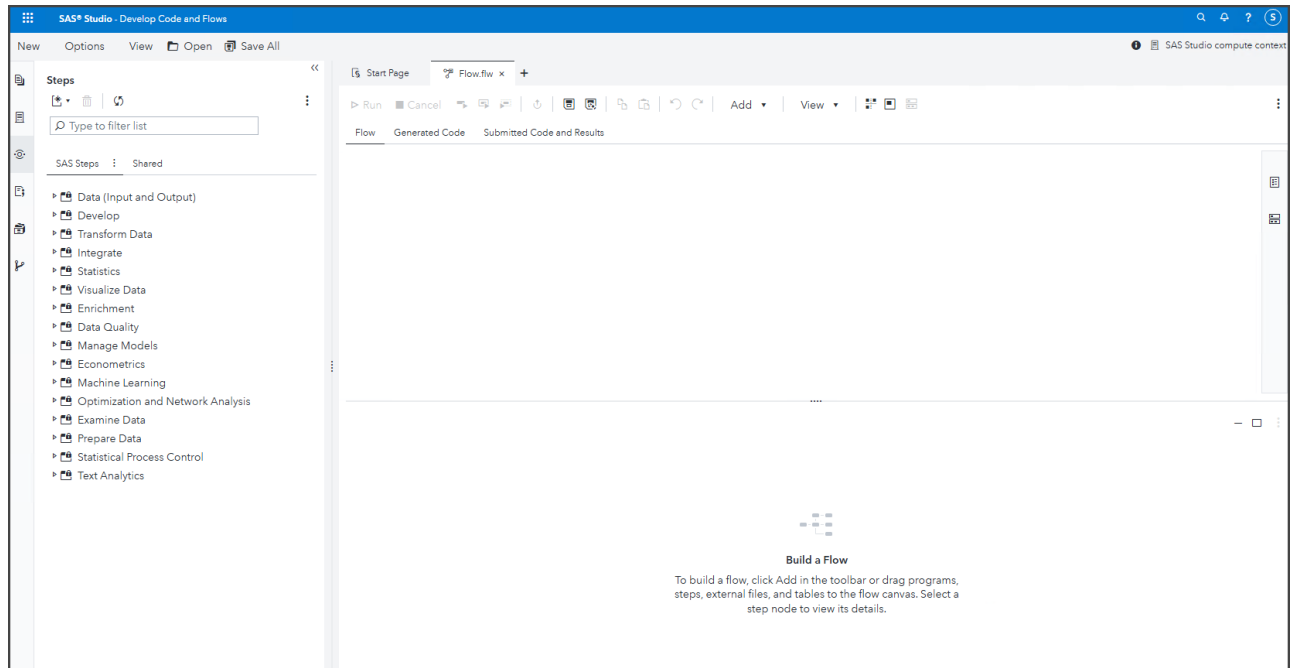 SAS® Studio - Develop Code and Flows
?
S
New Options View Open Save All
SAS Studio compute context
Steps
Type to filter list
SAS Steps Shared
Data (Input and Output)
Develop
Transform Data
Integrate
Statistics
Visualize Data
Enrichment
Data Quality
Manage Models
Econometrics
Machine Learning
Optimization and Network Analysis
Examine Data
Prepare Data
Statistical Process Control
Text Analytics
Start Page Flow.flw × +
Run Cancel Add View
Flow Generated Code Submitted Code and Results
Build a Flow
To build a flow, click Add in the toolbar or drag programs,
steps, external files, and tables to the flow canvas. Select a
step node to view its details.